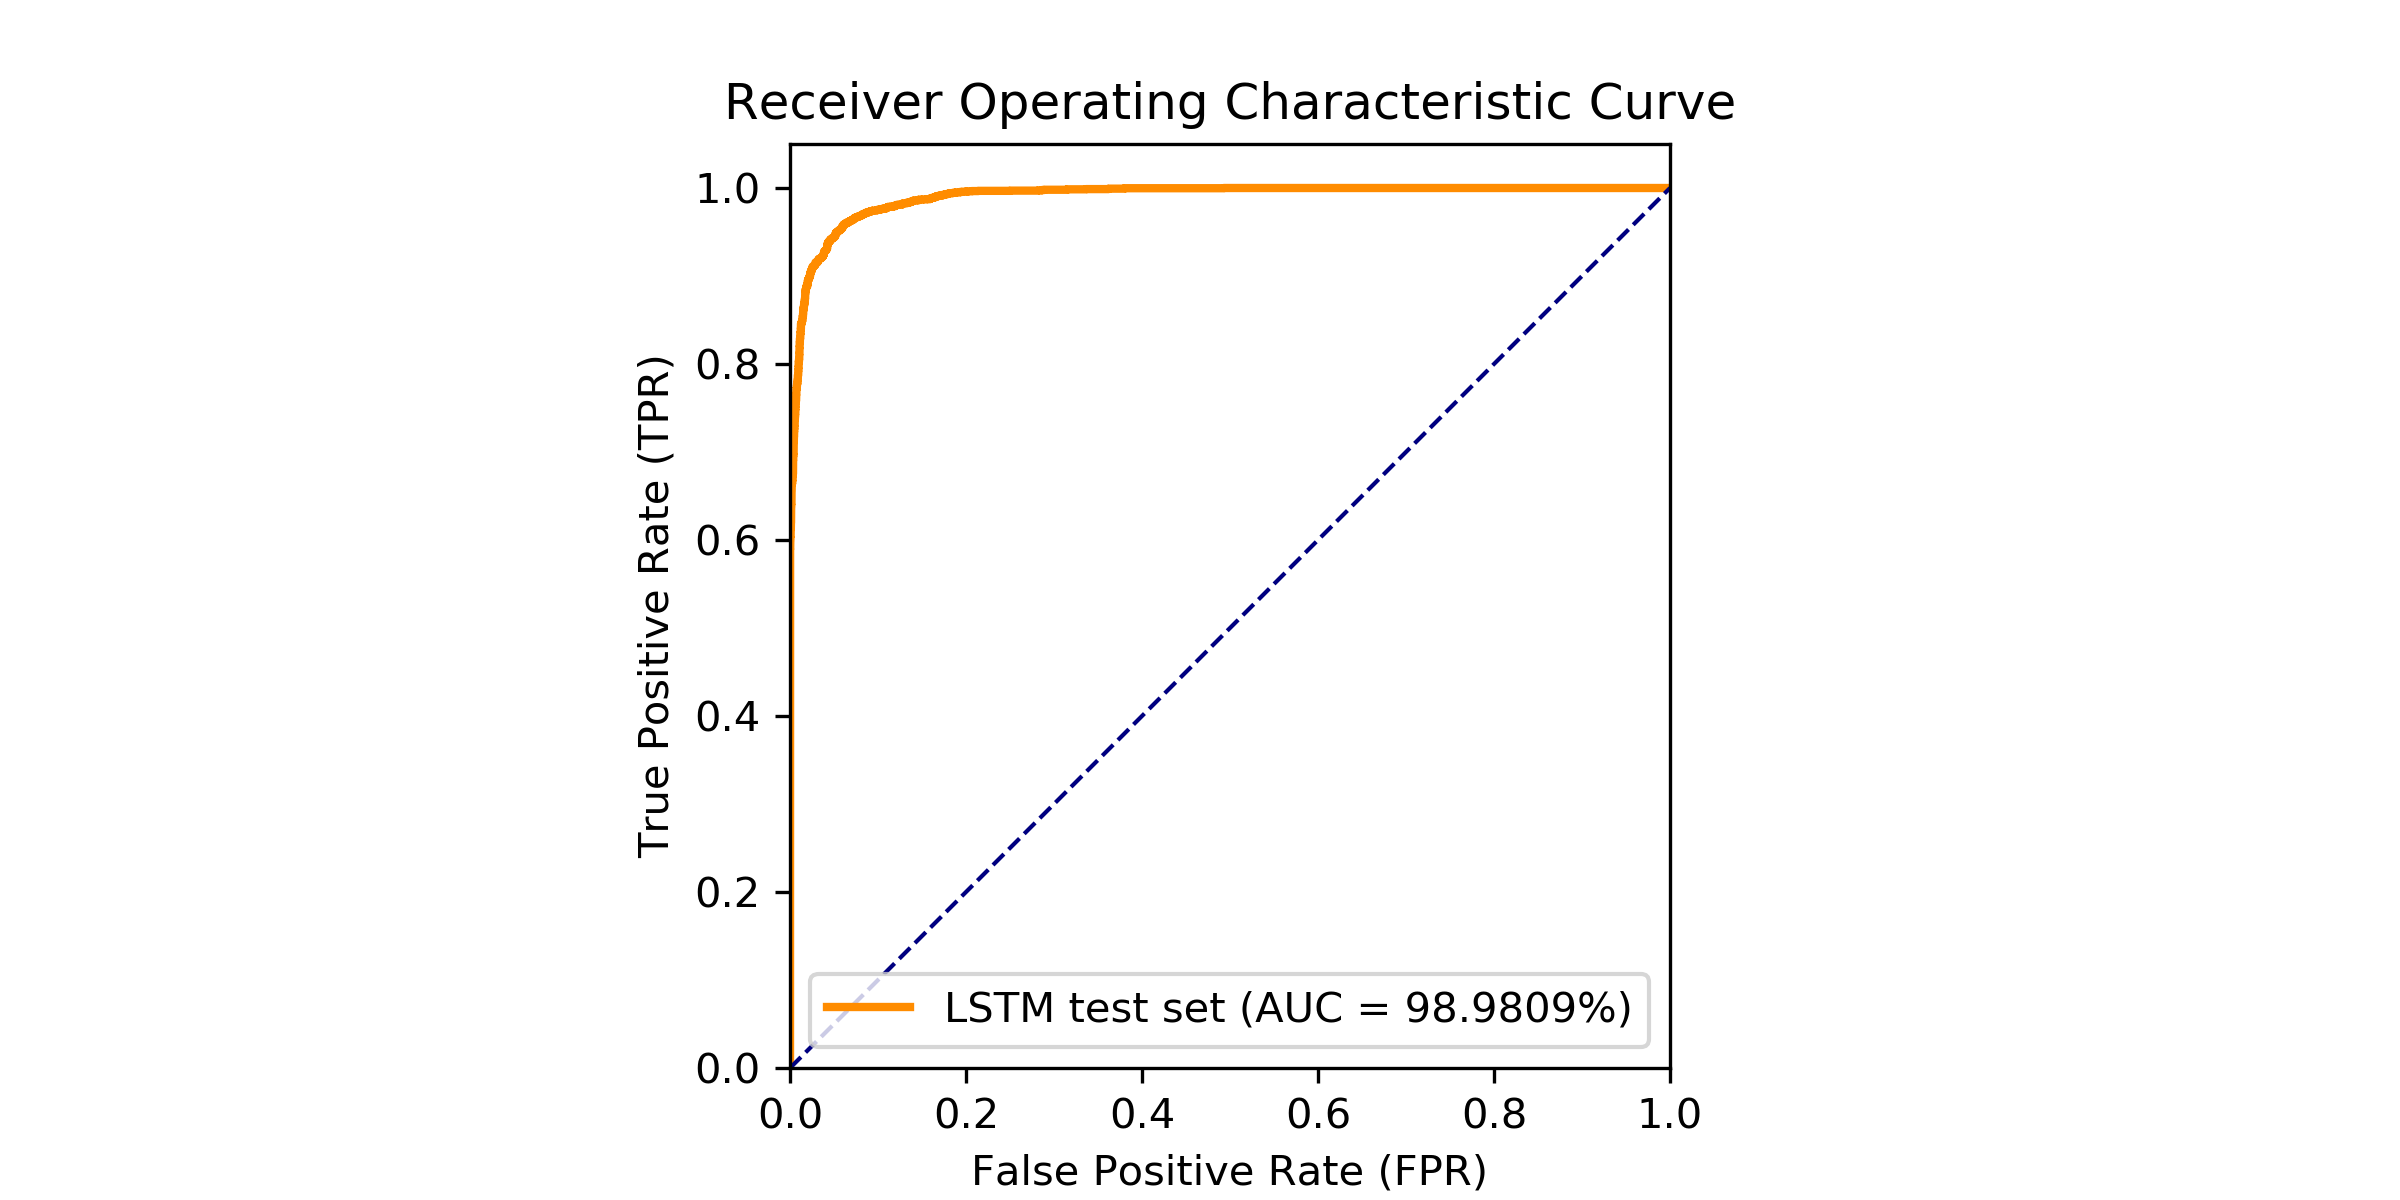 Receiver Operating Characteristic Curve
True Positive Rate (TPR)
1.0
0.8
0.6
0.4
0.2
0.0
LSTM test set (AUC = 98.9809%)
0.0 0.2 0.4 0.6 0.8 1.0
False Positive Rate (FPR)